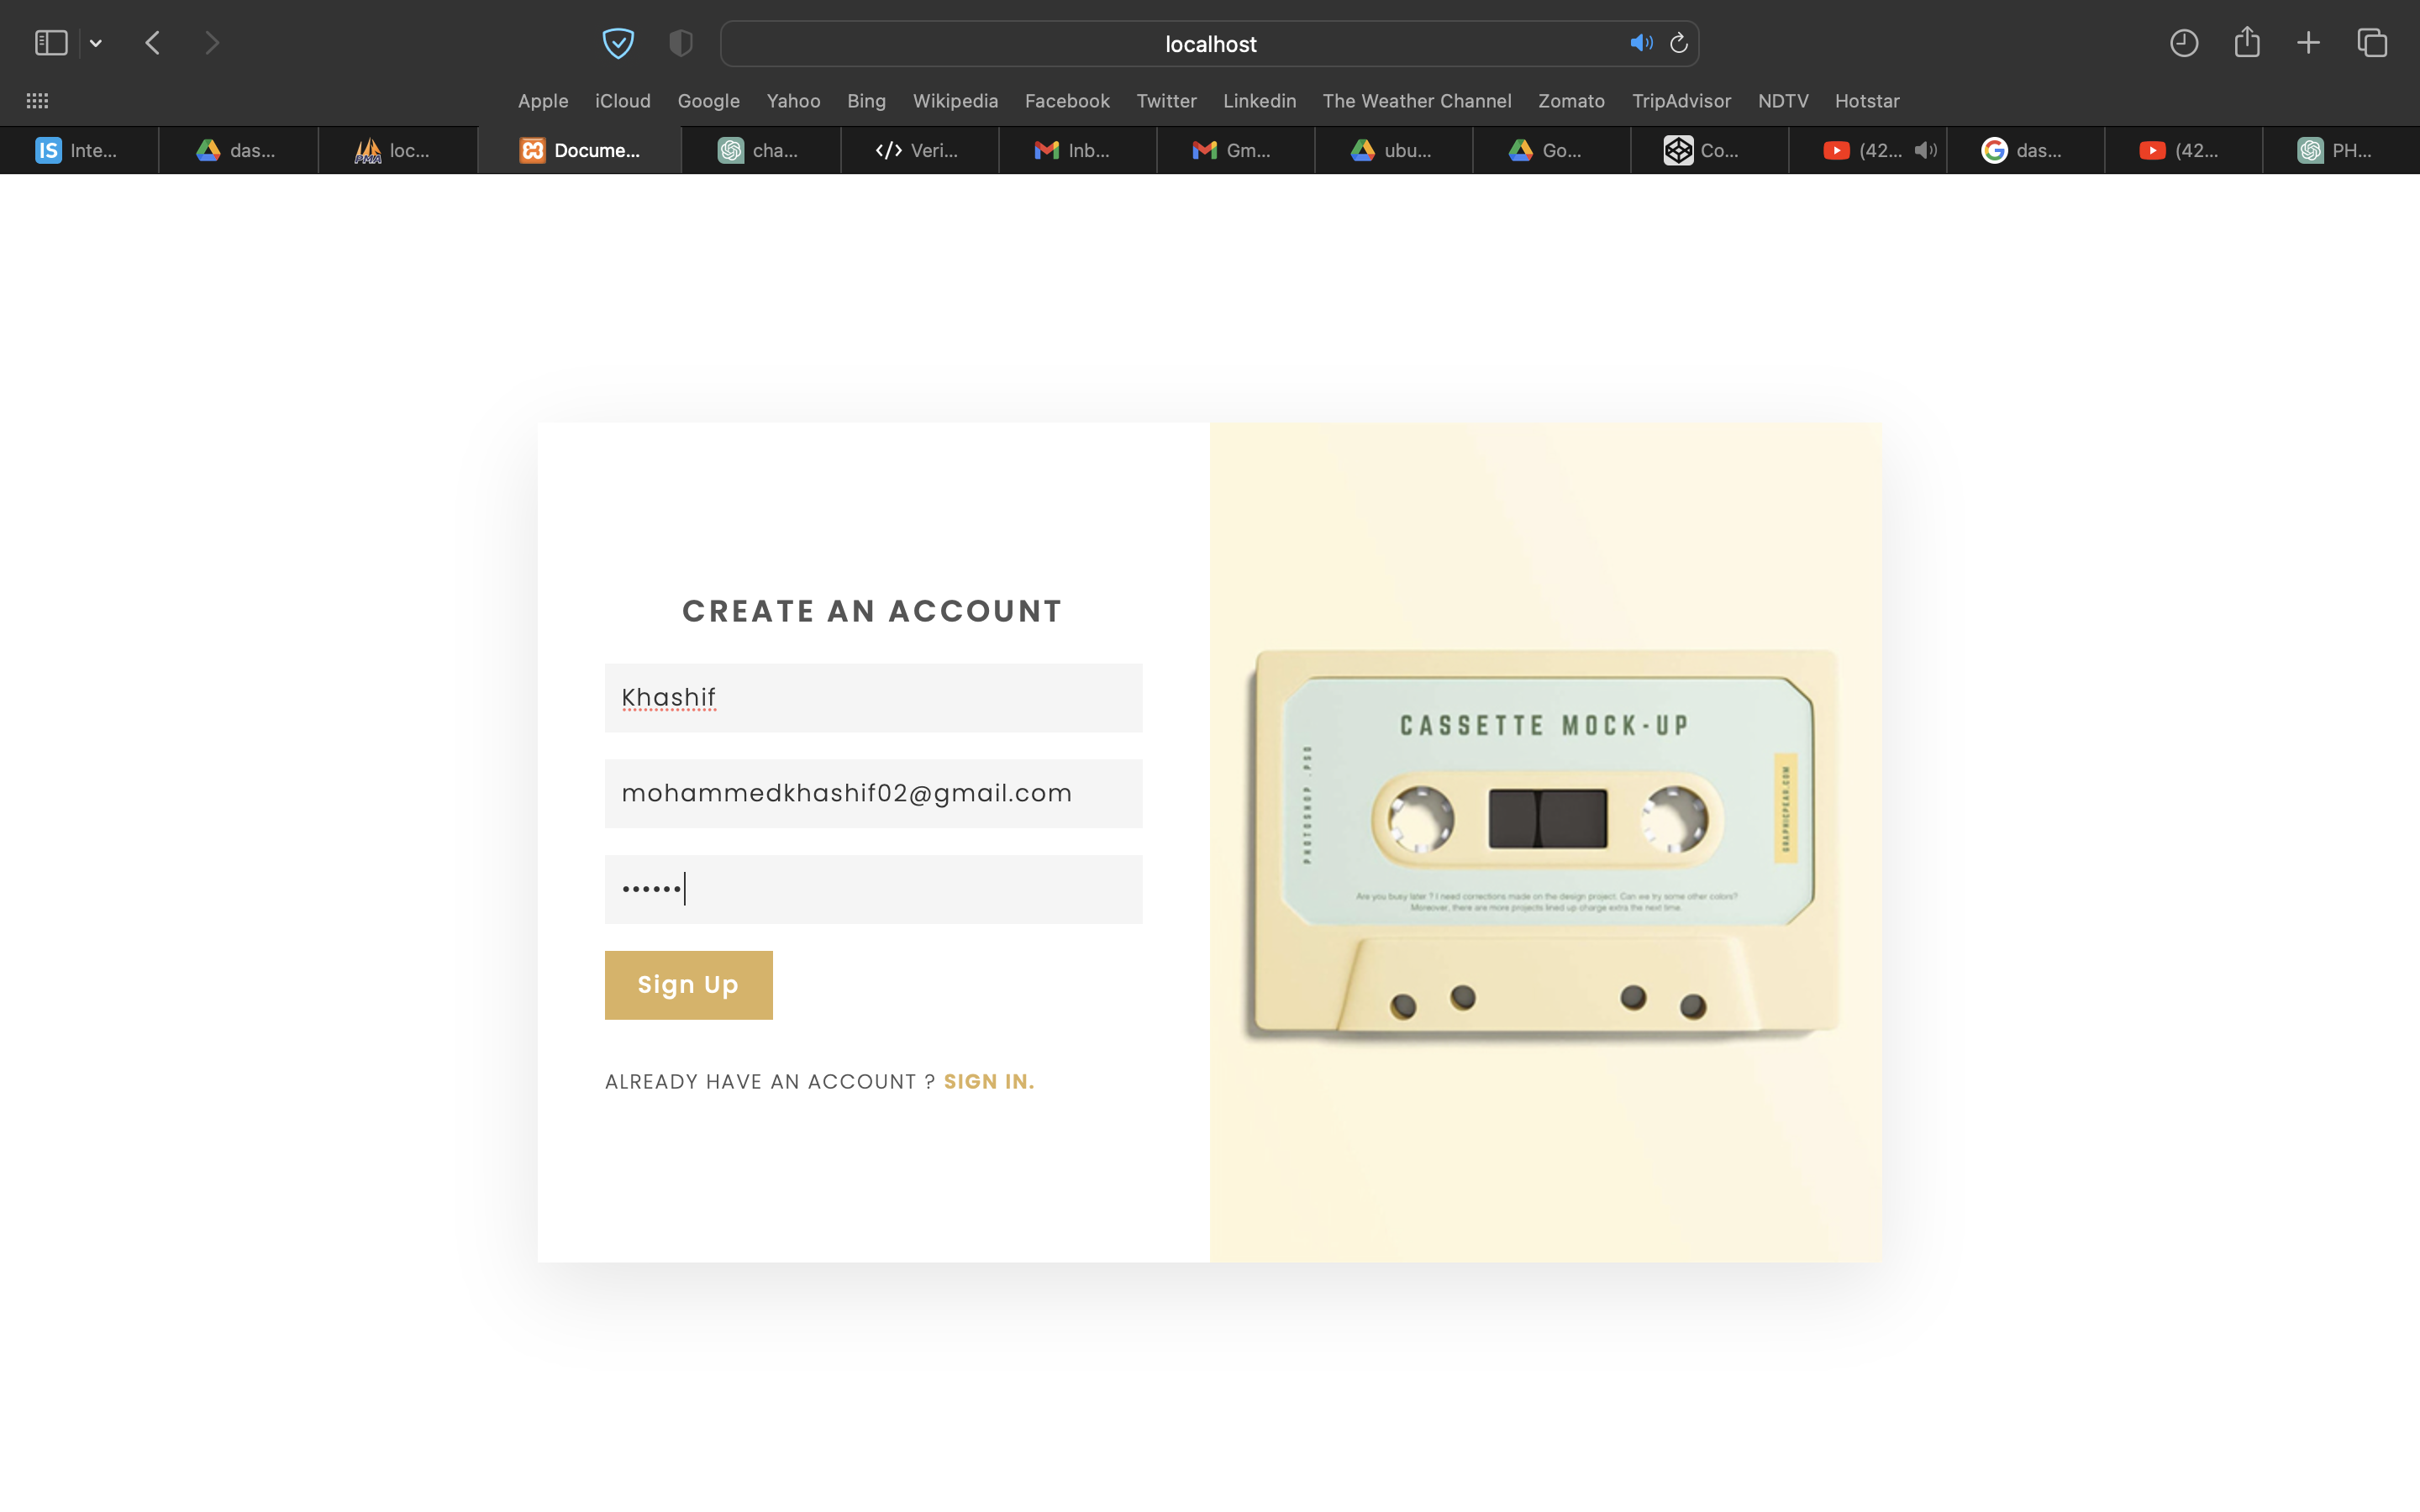 localhost
Apple iCloud Google Yahoo Bing Wikipedia Facebook Twitter Linkedin The Weather Channel Zomato TripAdvisor NDTV Hotstar
IS Inte... das... PMA loc... Docume... cha... </> Veri... Inb... Gm... ubu... Go... Co... (42... das... (42... PH...
CREATE AN ACCOUNT
Khashif
mohammedkhashif02@gmail.com
••••••
Sign Up
ALREADY HAVE AN ACCOUNT ? SIGN IN.
CASSETTE MOCK-UP
PHOTOSHOP .PSD
GRAPHICPEAR.COM
Are you busy later ? I need corrections made on the design project. Can we try some other colors?
Moreover, there are more projects lined up charge extra the next time.